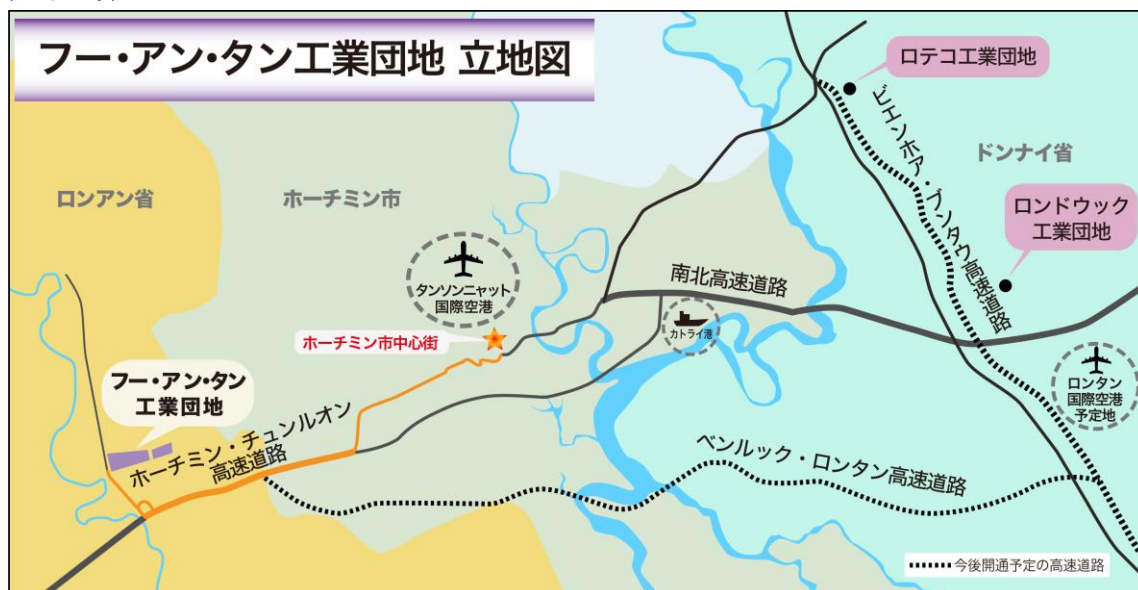 フー・アン・タン工業団地 立地図
ロテコ工業団地
ビエンホア・ブンタウ高速道路
ドンナイ省
ロンアン省
ホーチミン市
ロンドウック
工業団地
タンソンニャット
国際空港
南北高速道路
カトライ港
ホーチミン市中心街
ロンタン
国際空港
予定地
フー・アン・タン
工業団地
ホーチミン・チュンルオン
高速道路
ベンルック・ロンタン高速道路
今後開通予定の高速道路